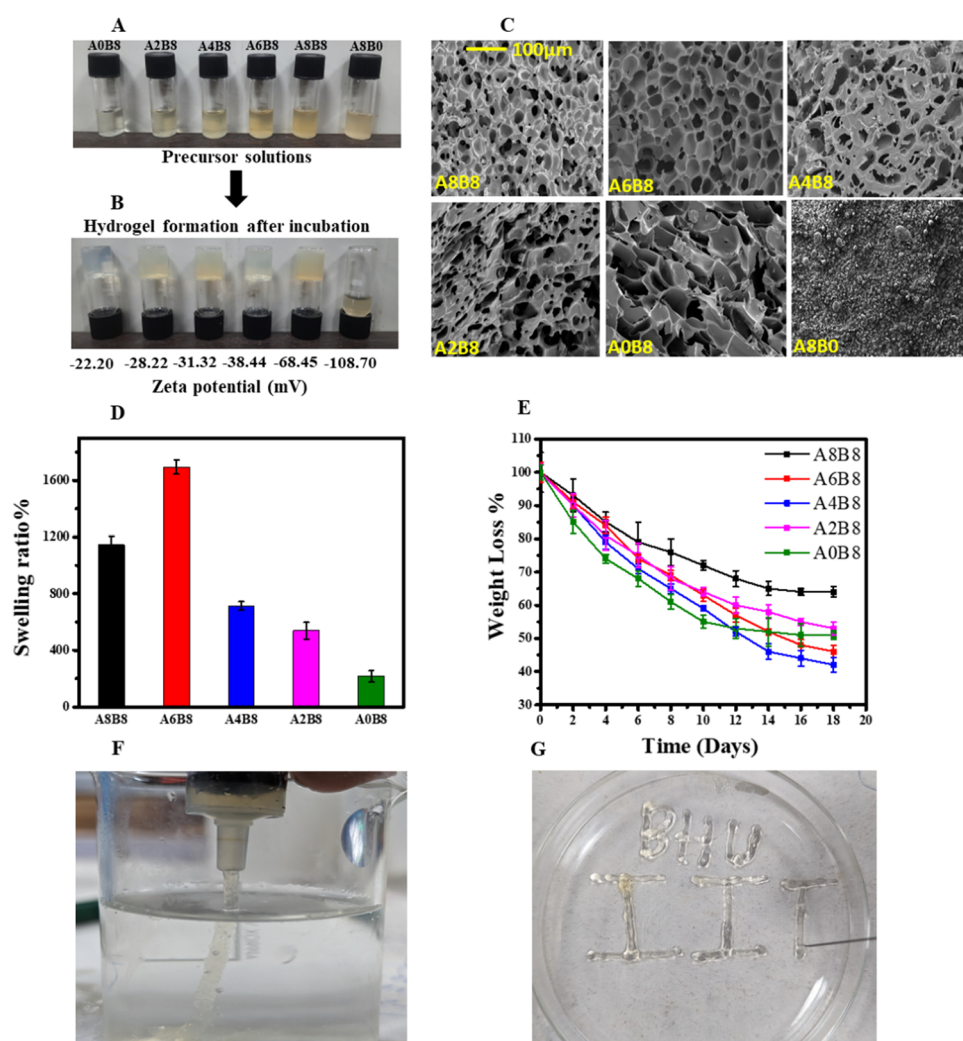 A
A0B8 A2B8 A4B8 A6B8 A8B8 A8B0
Precursor solutions
B
Hydrogel formation after incubation
-22.20 -28.22 -31.32 -38.44 -68.45 -108.70
Zeta potential (mV)
C
100μm
A8B8 A6B8 A4B8
A2B8 A0B8 A8B0
D
Swelling ratio%
1600
1200
800
400
0
A8B8 A6B8 A4B8 A2B8 A0B8
E
Weight Loss %
110
100
90
80
70
60
50
40
30
0 2 4 6 8 10 12 14 16 18 20
Time (Days)
A8B8
A6B8
A4B8
A2B8
A0B8
F
G
BHU
IIT